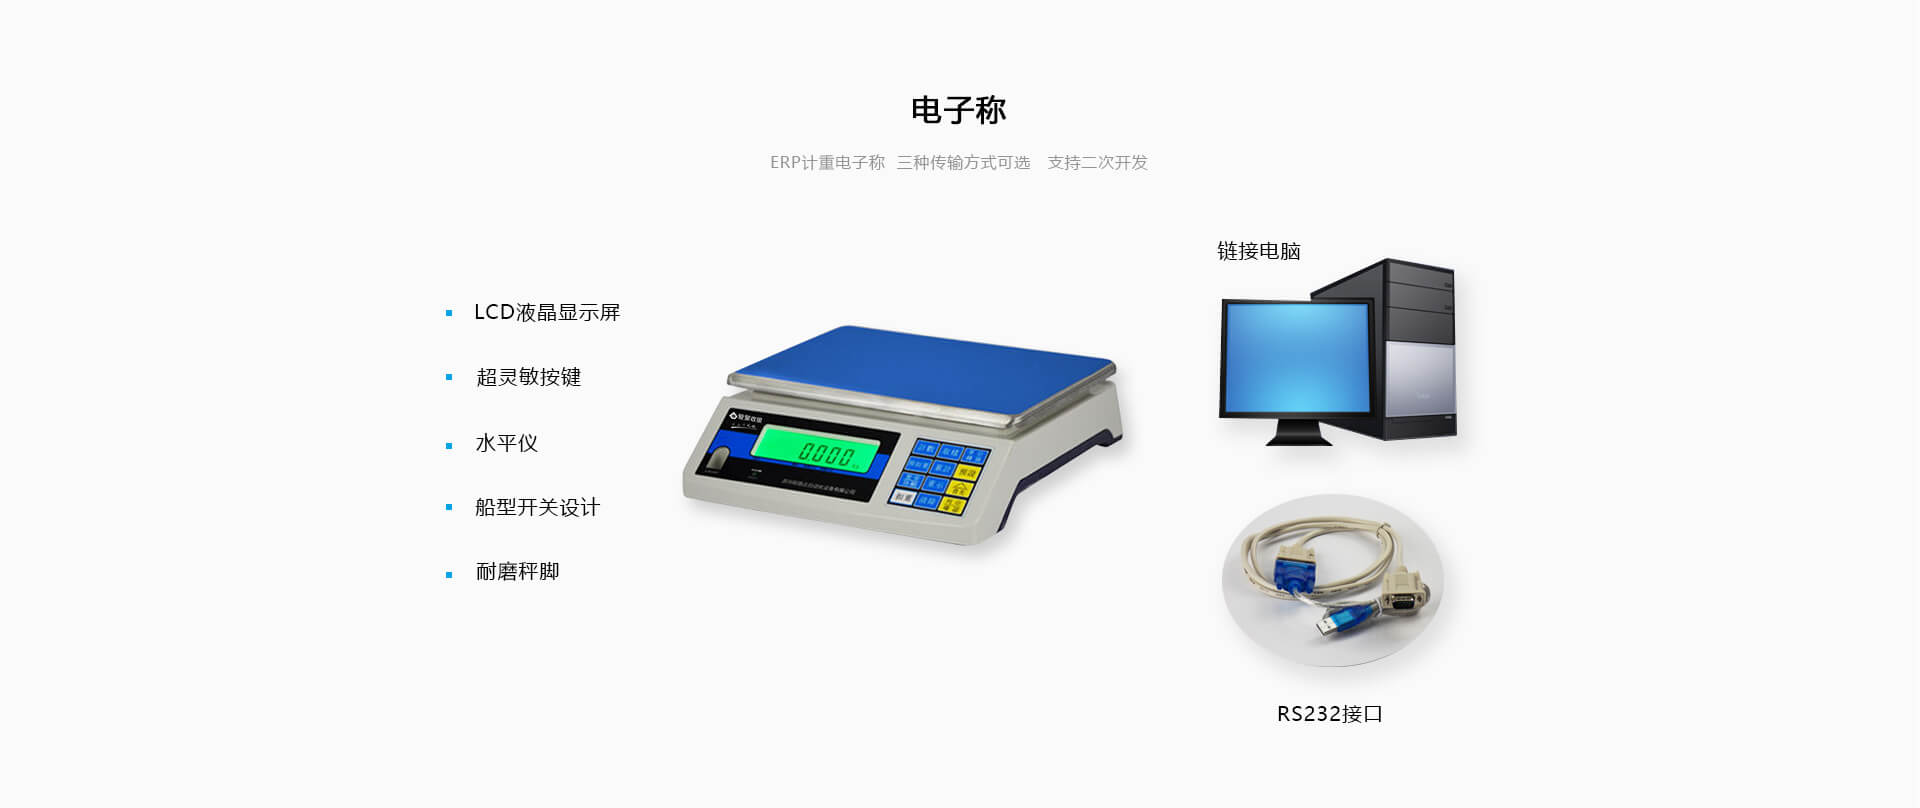 电子称
ERP计重电子称 三种传输方式可选 支持二次开发
链接电脑
LCD液晶显示屏
超灵敏按键
水平仪
船型开关设计
耐磨秤脚
0.000
RS232接口